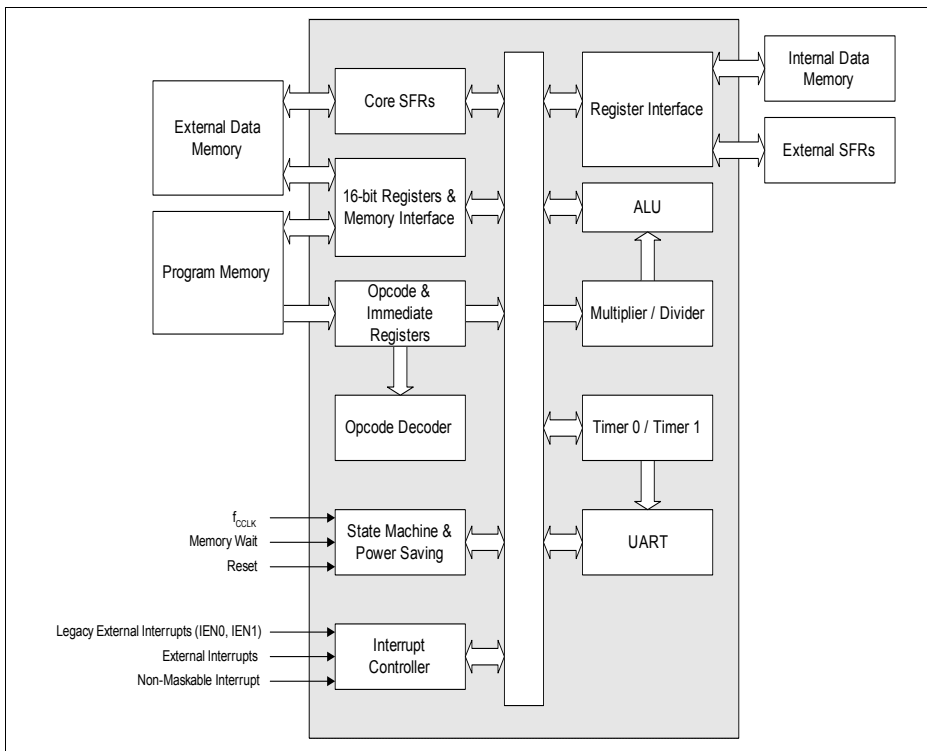 Core SFRs
Register Interface
Internal Data
Memory
External Data
Memory
External SFRs
16-bit Registers &
Memory Interface
ALU
Program Memory
Opcode &
Immediate
Registers
Multiplier / Divider
Opcode Decoder
Timer 0 / Timer 1
fCCLK
Memory Wait
Reset
State Machine &
Power Saving
UART
Legacy External Interrupts (IEN0, IEN1)
External Interrupts
Non-Maskable Interrupt
Interrupt
Controller